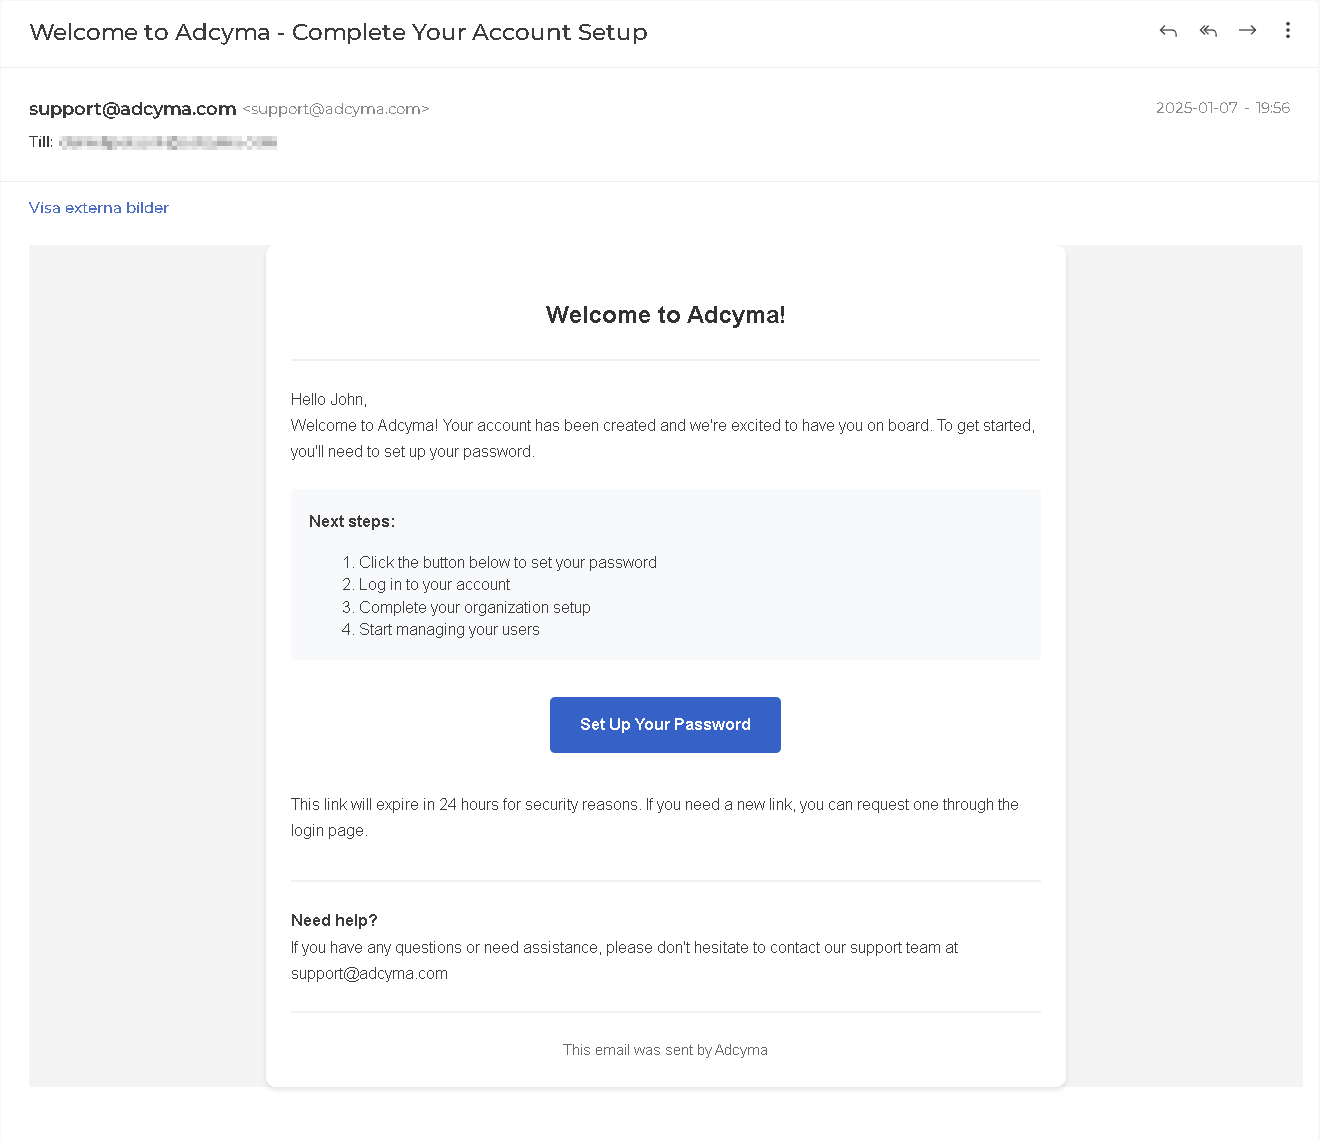 Welcome to Adcyma - Complete Your Account Setup
support@adcyma.com <support@adcyma.com>
2025-01-07 - 19:56
Till:
Visa externa bilder
Welcome to Adcyma!
Hello John,
Welcome to Adcyma! Your account has been created and we're excited to have you on board. To get started,
you'll need to set up your password.
Next steps:
1. Click the button below to set your password
2. Log in to your account
3. Complete your organization setup
4. Start managing your users
Set Up Your Password
This link will expire in 24 hours for security reasons. If you need a new link, you can request one through the
login page.
Need help?
If you have any questions or need assistance, please don't hesitate to contact our support team at
support@adcyma.com
This email was sent by Adcyma